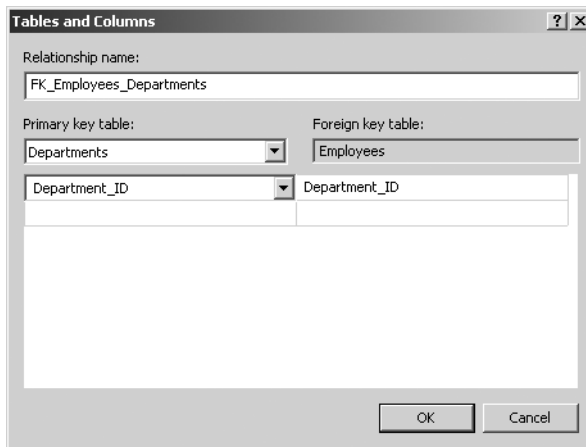 Tables and Columns
Relationship name:
FK_Employees_Departments
Primary key table: Foreign key table:
Departments Employees
Department_ID Department_ID
OK Cancel